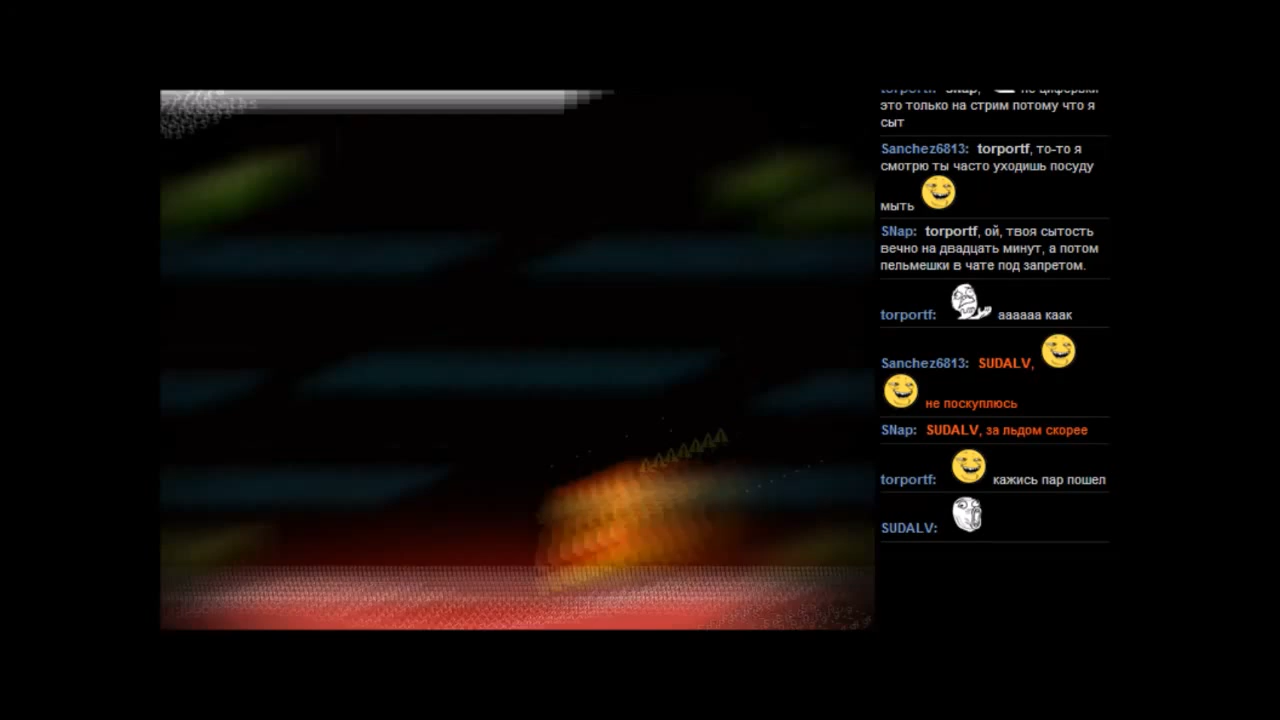 это только на стрим потому что я
сыт
Sanchez6813: torportf, то-то я
смотрю ты часто уходишь посуду
мыть
SNap: torportf, ой, твоя сытость
вечно на двадцать минут, а потом
пельмешки в чате под запретом.
torportf: аааааа каак
Sanchez6813: SUDALV,
не поскуплюсь
SNap: SUDALV, за льдом скорее
torportf: кажись пар пошел
SUDALV: